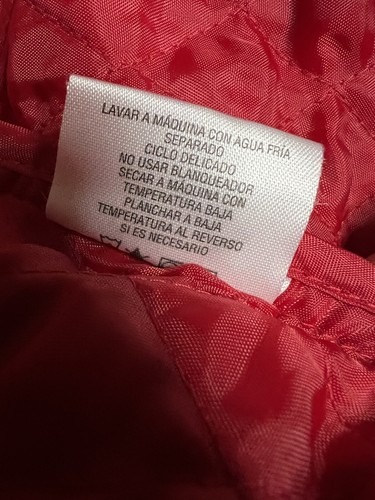 LAVAR A MÁQUINA CON AGUA FRÍA
SEPARADO
CICLO DELICADO
NO USAR BLANQUEADOR
SECAR A MÁQUINA CON
TEMPERATURA BAJA
PLANCHAR A BAJA
TEMPERATURA AL REVERSO
SI ES NECESARIO